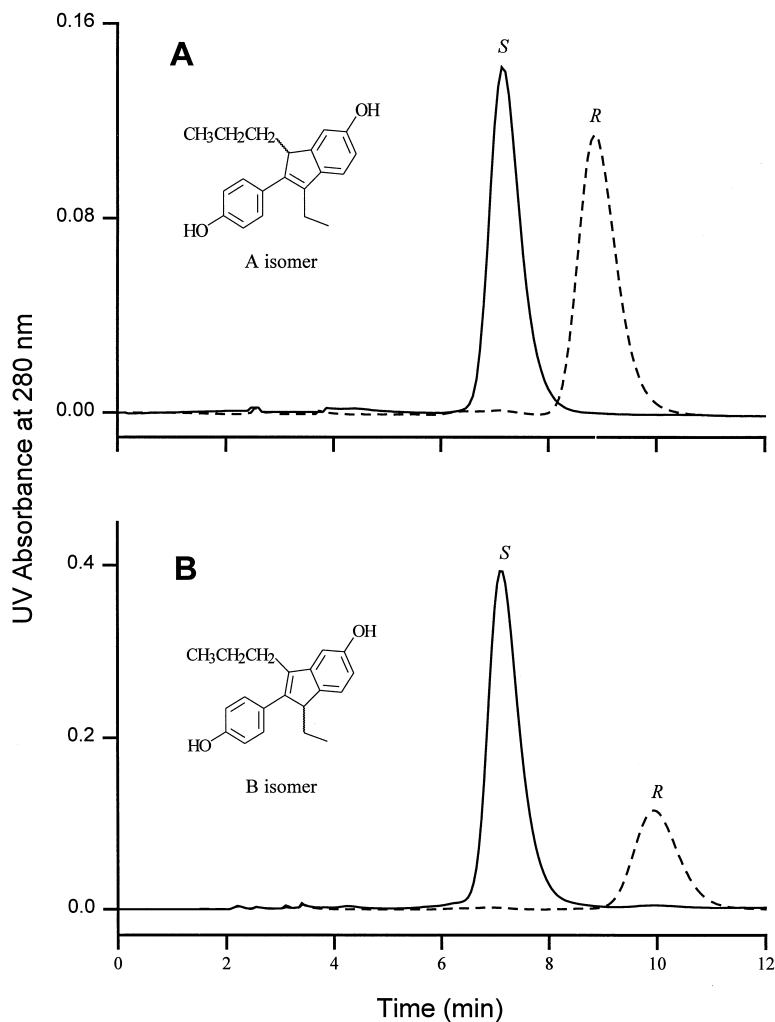 UV Absorbance at 280 nm
0.16
0.08
0.00
A
S
R
CH3CH2CH2
OH
HO
A isomer
0.4
0.2
0.0
B
S
R
CH3CH2CH2
OH
HO
B isomer
0 2 4 6 8 10 12
Time (min)